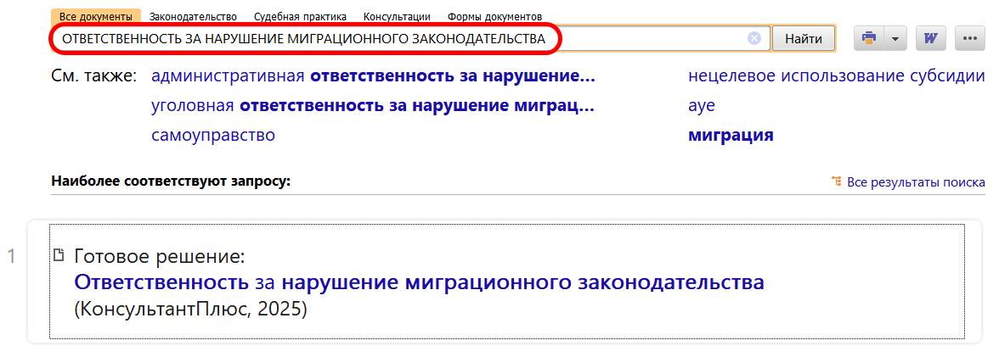 Все документы Законодательство Судебная практика Консультации Формы документов
ОТВЕТСТВЕННОСТЬ ЗА НАРУШЕНИЕ МИГРАЦИОННОГО ЗАКОНОДАТЕЛЬСТВА Найти W
См. также: административная ответственность за нарушение... нецелевое использование субсидии
уголовная ответственность за нарушение миграц... ауе
самоуправство миграция
Наиболее соответствуют запросу: Все результаты поиска
1 Готовое решение:
Ответственность за нарушение миграционного законодательства
(КонсультантПлюс, 2025)